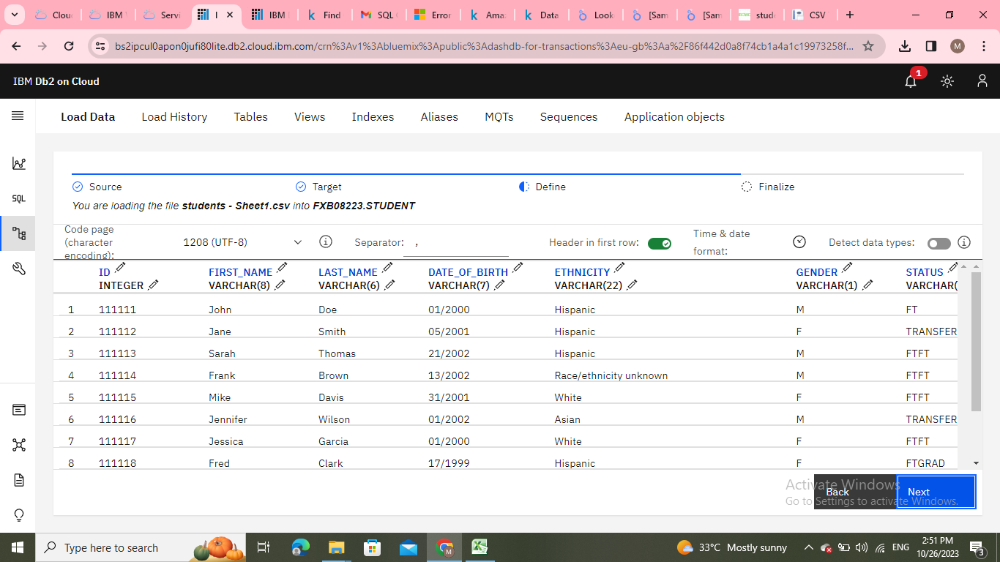 Clou
IBM
Servi
I
IBM
Find
SQL
Error
Ama
Data
Look
[Sam
[Sam
stud
CSV
bs2ipcul0apon0jufi80lite.db2.cloud.ibm.com/crn%3Av1%3Abluemix%3Apublic%3Adashdb-for-transactions%3Aeu-gb%3Aa%2F86f442d0a8f74cb1a4a1c19973258f...
M
IBM Db2 on Cloud
1
Load Data Load History Tables Views Indexes Aliases MQTs Sequences Application objects
SQL
Source Target Define Finalize
You are loading the file students - Sheet1.csv into FXB08223.STUDENT
Code page (character encoding): 1208 (UTF-8) Separator: , Header in first row: Time & date format: Detect data types:
ID FIRST_NAME LAST_NAME DATE_OF_BIRTH ETHNICITY GENDER STATUS
INTEGER VARCHAR(8) VARCHAR(6) VARCHAR(7) VARCHAR(22) VARCHAR(1) VARCHAR(
1 111111 John Doe 01/2000 Hispanic M FT
2 111112 Jane Smith 05/2001 Hispanic F TRANSFER
3 111113 Sarah Thomas 21/2002 Hispanic M FTFT
4 111114 Frank Brown 13/2002 Race/ethnicity unknown M FTFT
5 111115 Mike Davis 31/2001 White F FTFT
6 111116 Jennifer Wilson 01/2002 Asian M TRANSFER
7 111117 Jessica Garcia 01/2000 White F FTFT
8 111118 Fred Clark 17/1999 Hispanic F FTGRAD
Back Next
Activate Windows
Go to Settings to activate Windows.
Type here to search
33°C Mostly sunny
ENG
2:51 PM
10/26/2023
3